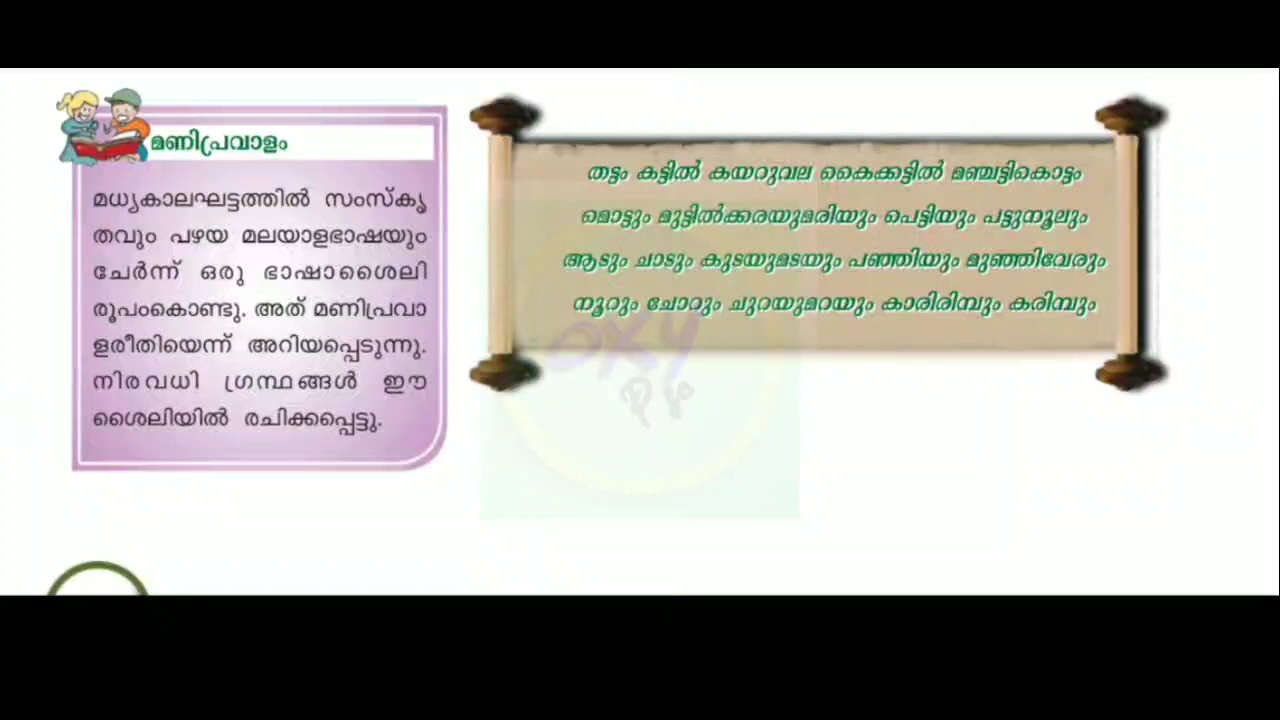 മണിപ്രവാളം
മധ്യകാലഘട്ടത്തിൽ സംസ്കൃ
തവും പഴയ മലയാളഭാഷയും
ചേർന്ന് ഒരു ഭാഷാശൈലി
രൂപംകൊണ്ടു. അത് മണിപ്രവാ
ളരീതിയെന്ന് അറിയപ്പെടുന്നു.
നിരവധി ഗ്രന്ഥങ്ങൾ ഈ
ശൈലിയിൽ രചിക്കപ്പെട്ടു.
തട്ടം കട്ടിൽ കയറുവല കൈക്കട്ടിൽ മഞ്ചട്ടികൊട്ടം
മൊട്ടും മുട്ടിൽക്കരയുമരിയും പെട്ടിയും പട്ടുനൂലും
ആടും ചാടും കുടയുമടയും പഞ്ഞിയും മുഞ്ഞിവേരും
നൂറും ചോറും ചുറയുമറയും കാരിരിമ്പും കരിമ്പും